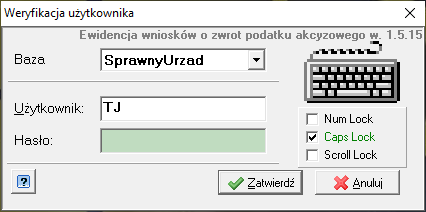 Weryfikacja użytkownika
Ewidencja wniosków o zwrot podatku akcyzowego w. 1.5.15
Baza
SprawnyUrzad
Użytkownik:
TJ
Hasło:
Num Lock
Caps Lock
Scroll Lock
?
Zatwierdź
Anuluj